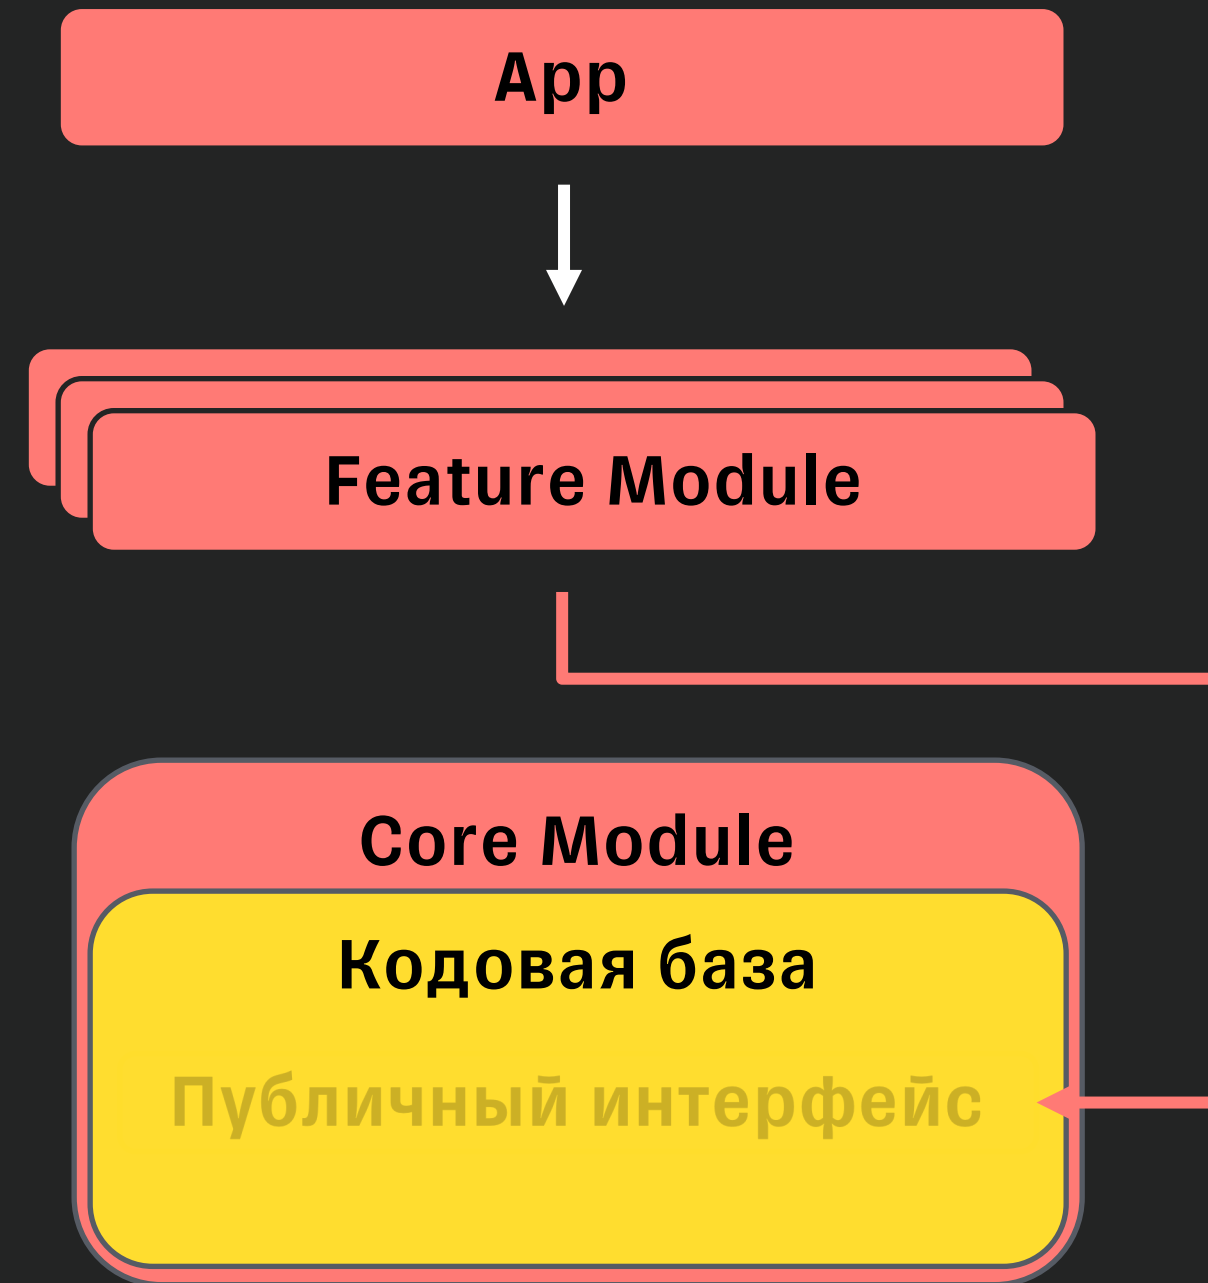 App
Feature Module
Core Module
Кодовая база
Публичный интерфейс